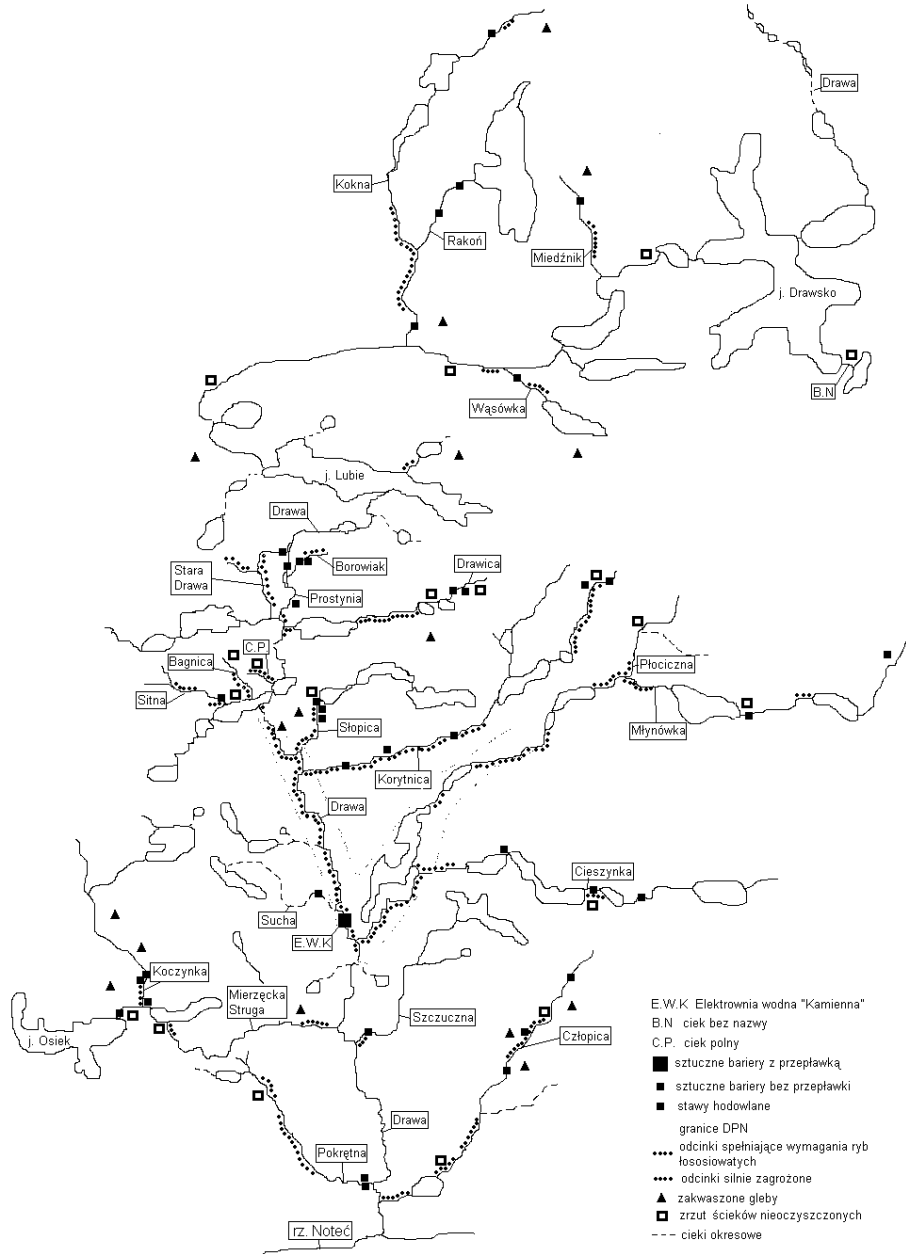 Drawa
Kokna
Rakoń
Miedźnik
j. Drawsko
B.N
Wąsówka
j. Lubie
Drawa
Stara
Drawa
Borowiak
Drawica
Prostynia
C.P.
Bagnica
Sitna
Płociczna
Słopica
Młynówka
Korytnica
Drawa
Cieszynka
Sucha
E.W.K
Koczynka
Mierzęcka
Struga
Szczuczna
j. Osiek
Człopica
Drawa
Pokrętna
rz. Noteć
E.W.K Elektrownia wodna "Kamienna"
B.N ciek bez nazwy
C.P. ciek polny
sztuczne bariery z przepławką
sztuczne bariery bez przepławki
stawy hodowlane
granice DPN
odcinki spełniające wymagania ryb
łososiowatych
odcinki silnie zagrożone
zakwaszone gleby
zrzut ścieków nieoczyszczonych
cieki okresowe